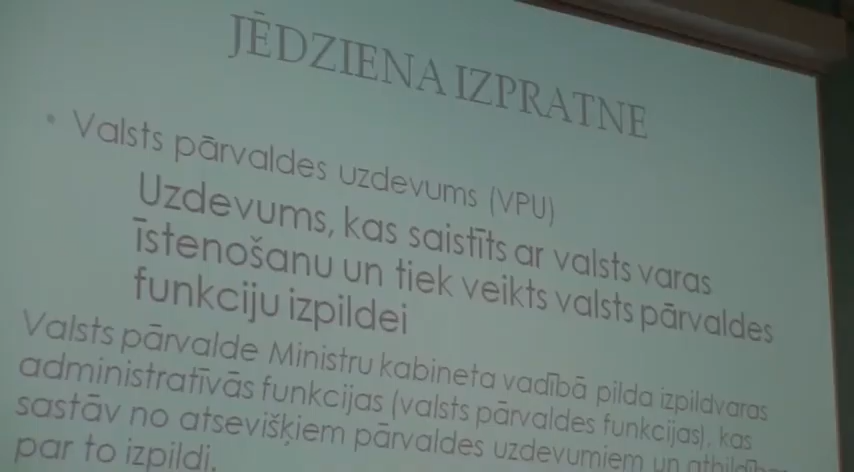 JĒDZIENA IZPRATNE
• Valsts pārvaldes uzdevums (VPU)
Uzdevums, kas saistīts ar valsts varas
īstenošanu un tiek veikts valsts pārvaldes
funkciju izpildei
Valsts pārvalde Ministru kabineta vadībā pilda izpildvaras
administratīvās funkcijas (valsts pārvaldes funkcijas), kas
sastāv no atsevišķiem pārvaldes uzdevumiem un
par to izpildi.